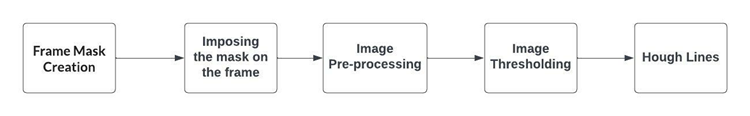 Frame Mask
Creation
Imposing
the mask on
the frame
Image
Pre-processing
Image
Thresholding
Hough Lines